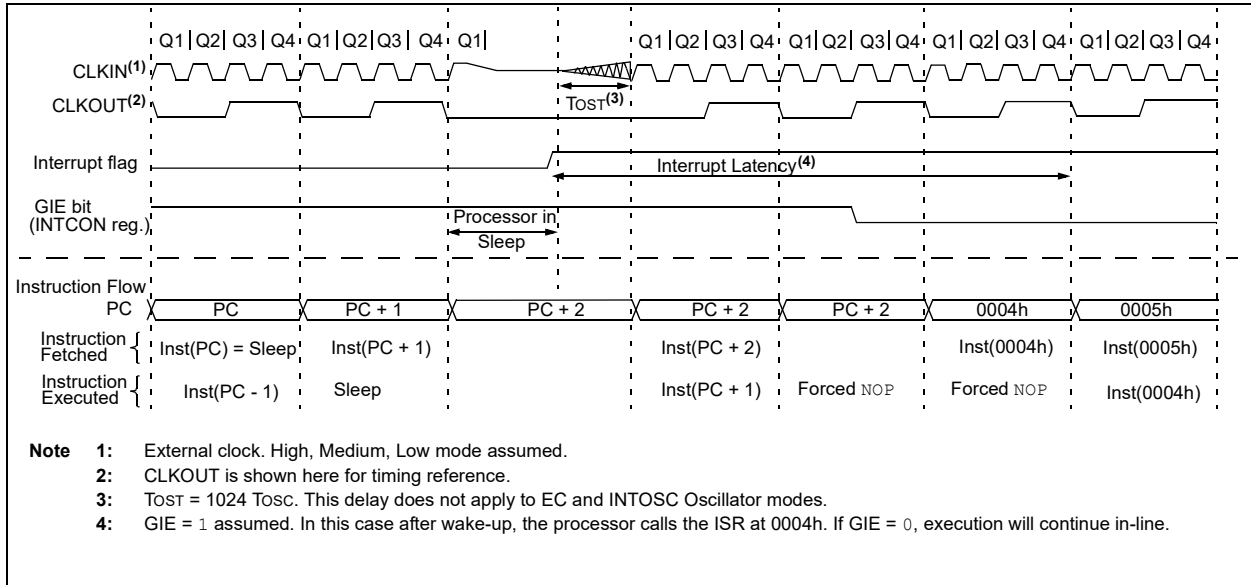 Q1 Q2 Q3 Q4 Q1 Q2 Q3 Q4 Q1 Q1 Q2 Q3 Q4 Q1 Q2 Q3 Q4 Q1 Q2 Q3 Q4 Q1 Q2 Q3 Q4
CLKIN(1)
CLKOUT(2)
TOST(3)
Interrupt flag
Interrupt Latency(4)
GIE bit
(INTCON reg.)
Processor in
Sleep
Instruction Flow
PC PC PC + 1 PC + 2 PC + 2 PC + 2 0004h 0005h
Instruction
Fetched
Inst(PC) = Sleep Inst(PC + 1) Inst(PC + 2) Inst(0004h) Inst(0005h)
Instruction
Executed
Inst(PC - 1) Sleep Inst(PC + 1) Forced NOP Forced NOP Inst(0004h)
Note 1: External clock. High, Medium, Low mode assumed.
2: CLKOUT is shown here for timing reference.
3: TOST = 1024 TOSC. This delay does not apply to EC and INTOSC Oscillator modes.
4: GIE = 1 assumed. In this case after wake-up, the processor calls the ISR at 0004h. If GIE = 0, execution will continue in-line.